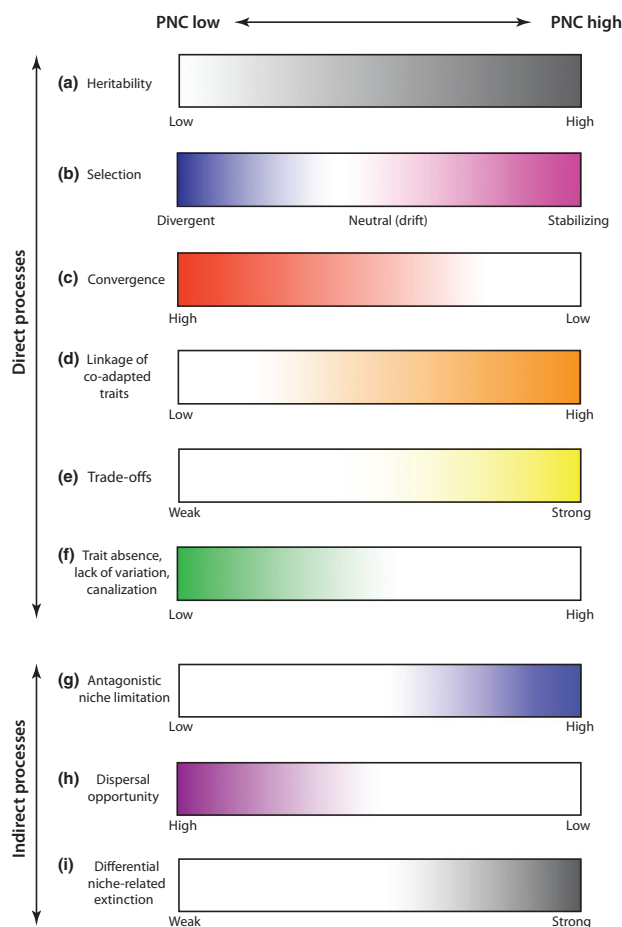 PNC low PNC high
Direct processes
(a) Heritability
Low High
(b) Selection
Divergent Neutral (drift) Stabilizing
(c) Convergence
High Low
(d) Linkage of
co-adapted
traits
Low High
(e) Trade-offs
Weak Strong
(f) Trait absence,
lack of variation,
canalization
Low High
Indirect processes
(g) Antagonistic
niche limitation
Low High
(h) Dispersal
opportunity
High Low
(i) Differential
niche-related
extinction
Weak Strong